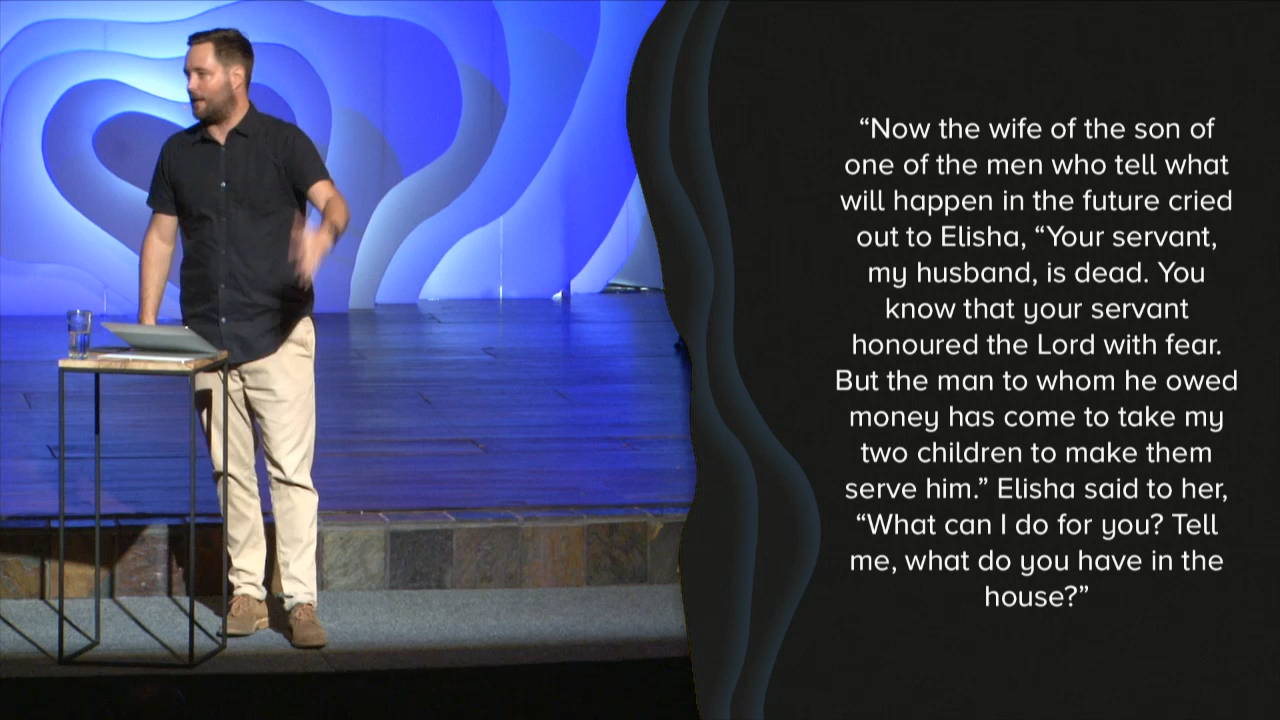 “Now the wife of the son of
one of the men who tell what
will happen in the future cried
out to Elisha, “Your servant,
my husband, is dead. You
know that your servant
honoured the Lord with fear.
But the man to whom he owed
money has come to take my
two children to make them
serve him.” Elisha said to her,
“What can I do for you? Tell
me, what do you have in the
house?”